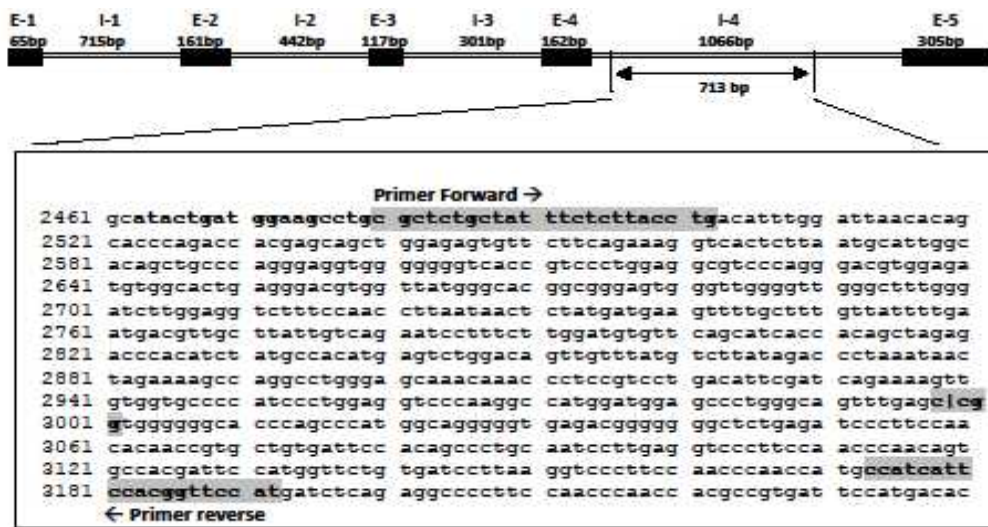 E-1 I-1 E-2 I-2 E-3 I-3 E-4 I-4 E-5
65bp 715bp 161bp 442bp 117bp 301bp 162bp 1066bp 305bp
713 bp
Primer Forward →
2461 gcatactgat ggaagcctgc gctctgctat ttctcttacc tgacatttgg attaacacag
2521 cacccagacc acgagcagct ggagagtgtt cttcagaaag gtcactctta atgcattggc
2581 acagctgccc agggaggtgg gggggtcacc gtccctggag gcgtcccagg gacgtggaga
2641 tgtggcactg agggacgtgg ttatgggcac ggcgggagtg ggttggggtt gggctttggg
2701 atcttggagg tctttccaac cttaataact ctatgatgaa gttttgcttt gttattttga
2761 atgacgttgc ttattgtcag aatcctttct tggatgtgtt cagcatcacc acagctagag
2821 acccacatct atgccacatg agtctggaca gttgtttatg tcttatagac cctaaataac
2881 tagaaaagcc aggcctggga gcaaacaaac cctccgtcct gacattcgat cagaaaagtt
2941 gtggtgcccc atccctggag gtcccaaggc catggatgga gccctgggca gtttgagc|cg
3001 gtggggggca cccagcccat ggcagggggt gagacggggg ggctctgaga tcccttccaa
3061 cacaaccgtg ctgtgattcc acagccctgc aatccttgag gtcccttcca acccaacagt
3121 gccacgattc catggttctg tgatccttaa ggtcccttcc aacccaacca tgccatcatt
3181 ccacggttcc atgatctcag aggccccttc caacccaacc acgccgtgat tccatgacac
← Primer reverse